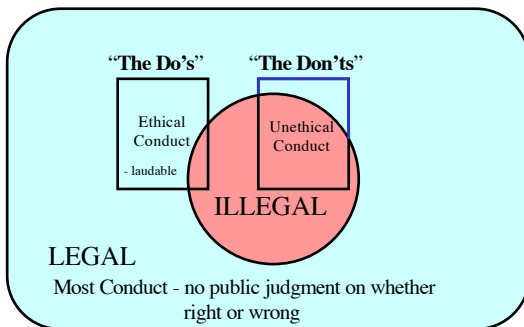 “The Do’s”
“The Don’ts”
Ethical
Conduct
- laudable
Unethical
Conduct
ILLEGAL
LEGAL
Most Conduct - no public judgment on whether
right or wrong